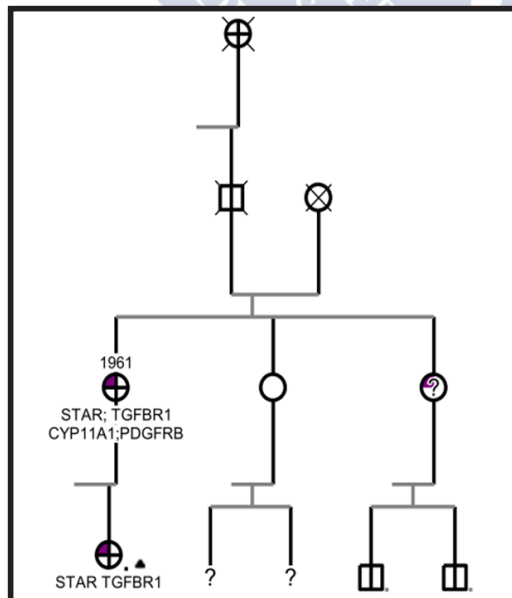 1961
?
STAR; TGFBR1
CYP11A1;PDGFRB
? ?
STAR TGFBR1